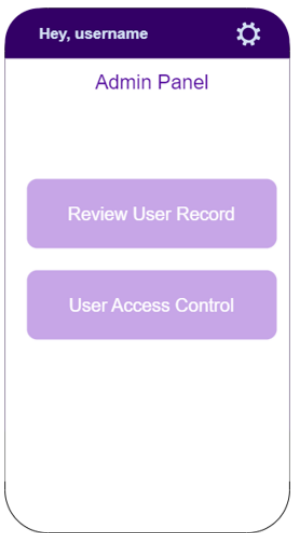 Hey, username
Admin Panel
Review User Record
User Access Control